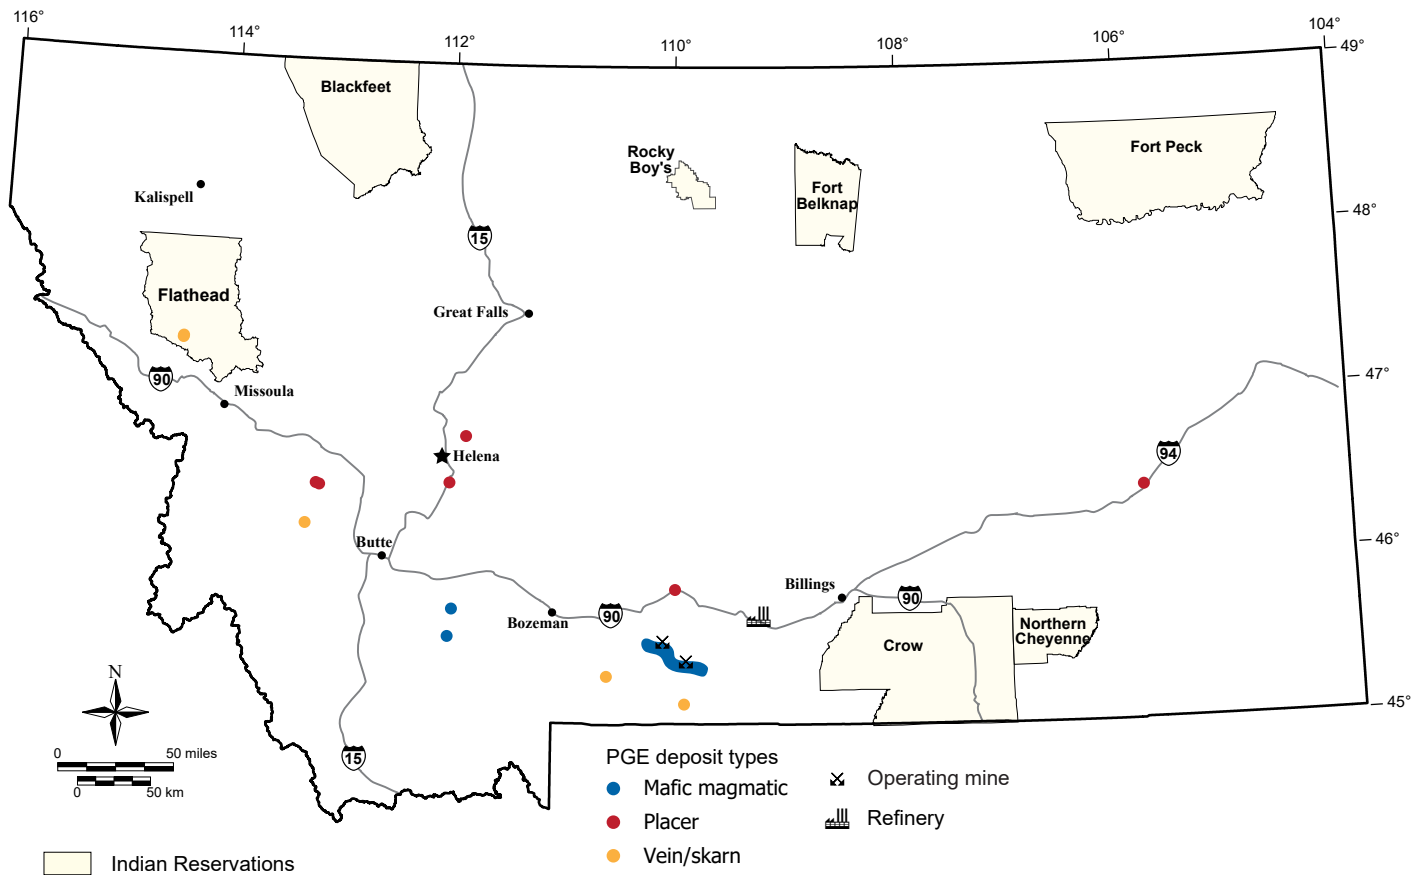 116°
114°
112°
110°
108°
106°
104°
49°
Blackfeet
Rocky
Boy's
Fort
Belknap
Fort Peck
Kalispell
48°
15
Flathead
Great Falls
90
Missoula
47°
Helena
94
Butte
46°
Billings
90
Bozeman
90
Crow
Northern
Cheyenne
45°
N
0 50 miles
0 50 km
15
PGE deposit types
Mafic magmatic
Placer
Vein/skarn
Operating mine
Refinery
Indian Reservations